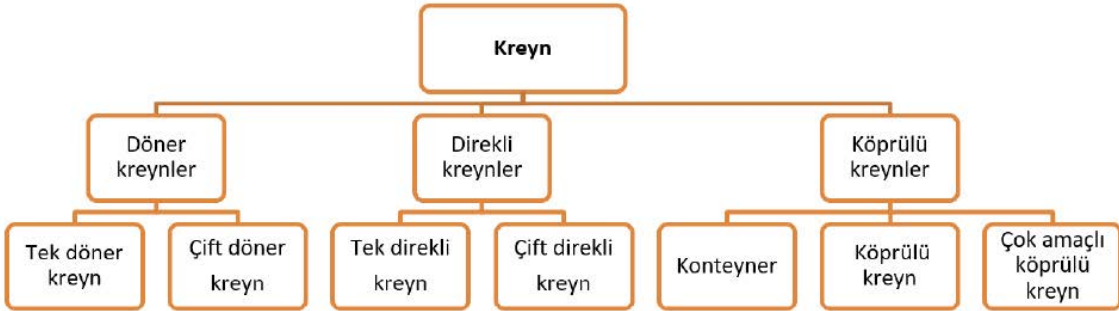 Kreyn
Döner
kreynler
Direkli
kreynler
Köprülü
kreynler
Tek döner
kreyn
Çift döner
kreyn
Tek direkli
kreyn
Çift direkli
kreyn
Konteyner
Köprülü
kreyn
Çok amaçlı
köprülü
kreyn